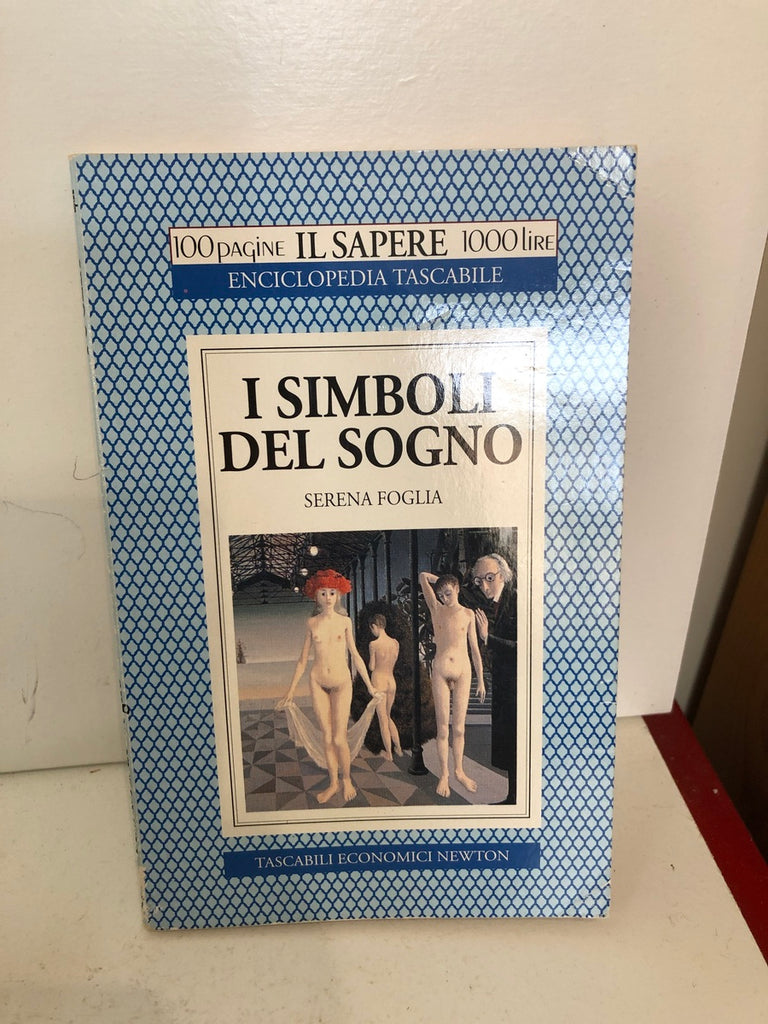 100 pagine IL SAPERE 1000 lire
ENCICLOPEDIA TASCABILE
I SIMBOLI
DEL SOGNO
SERENA FOGLIA
TASCABILI ECONOMICI NEWTON